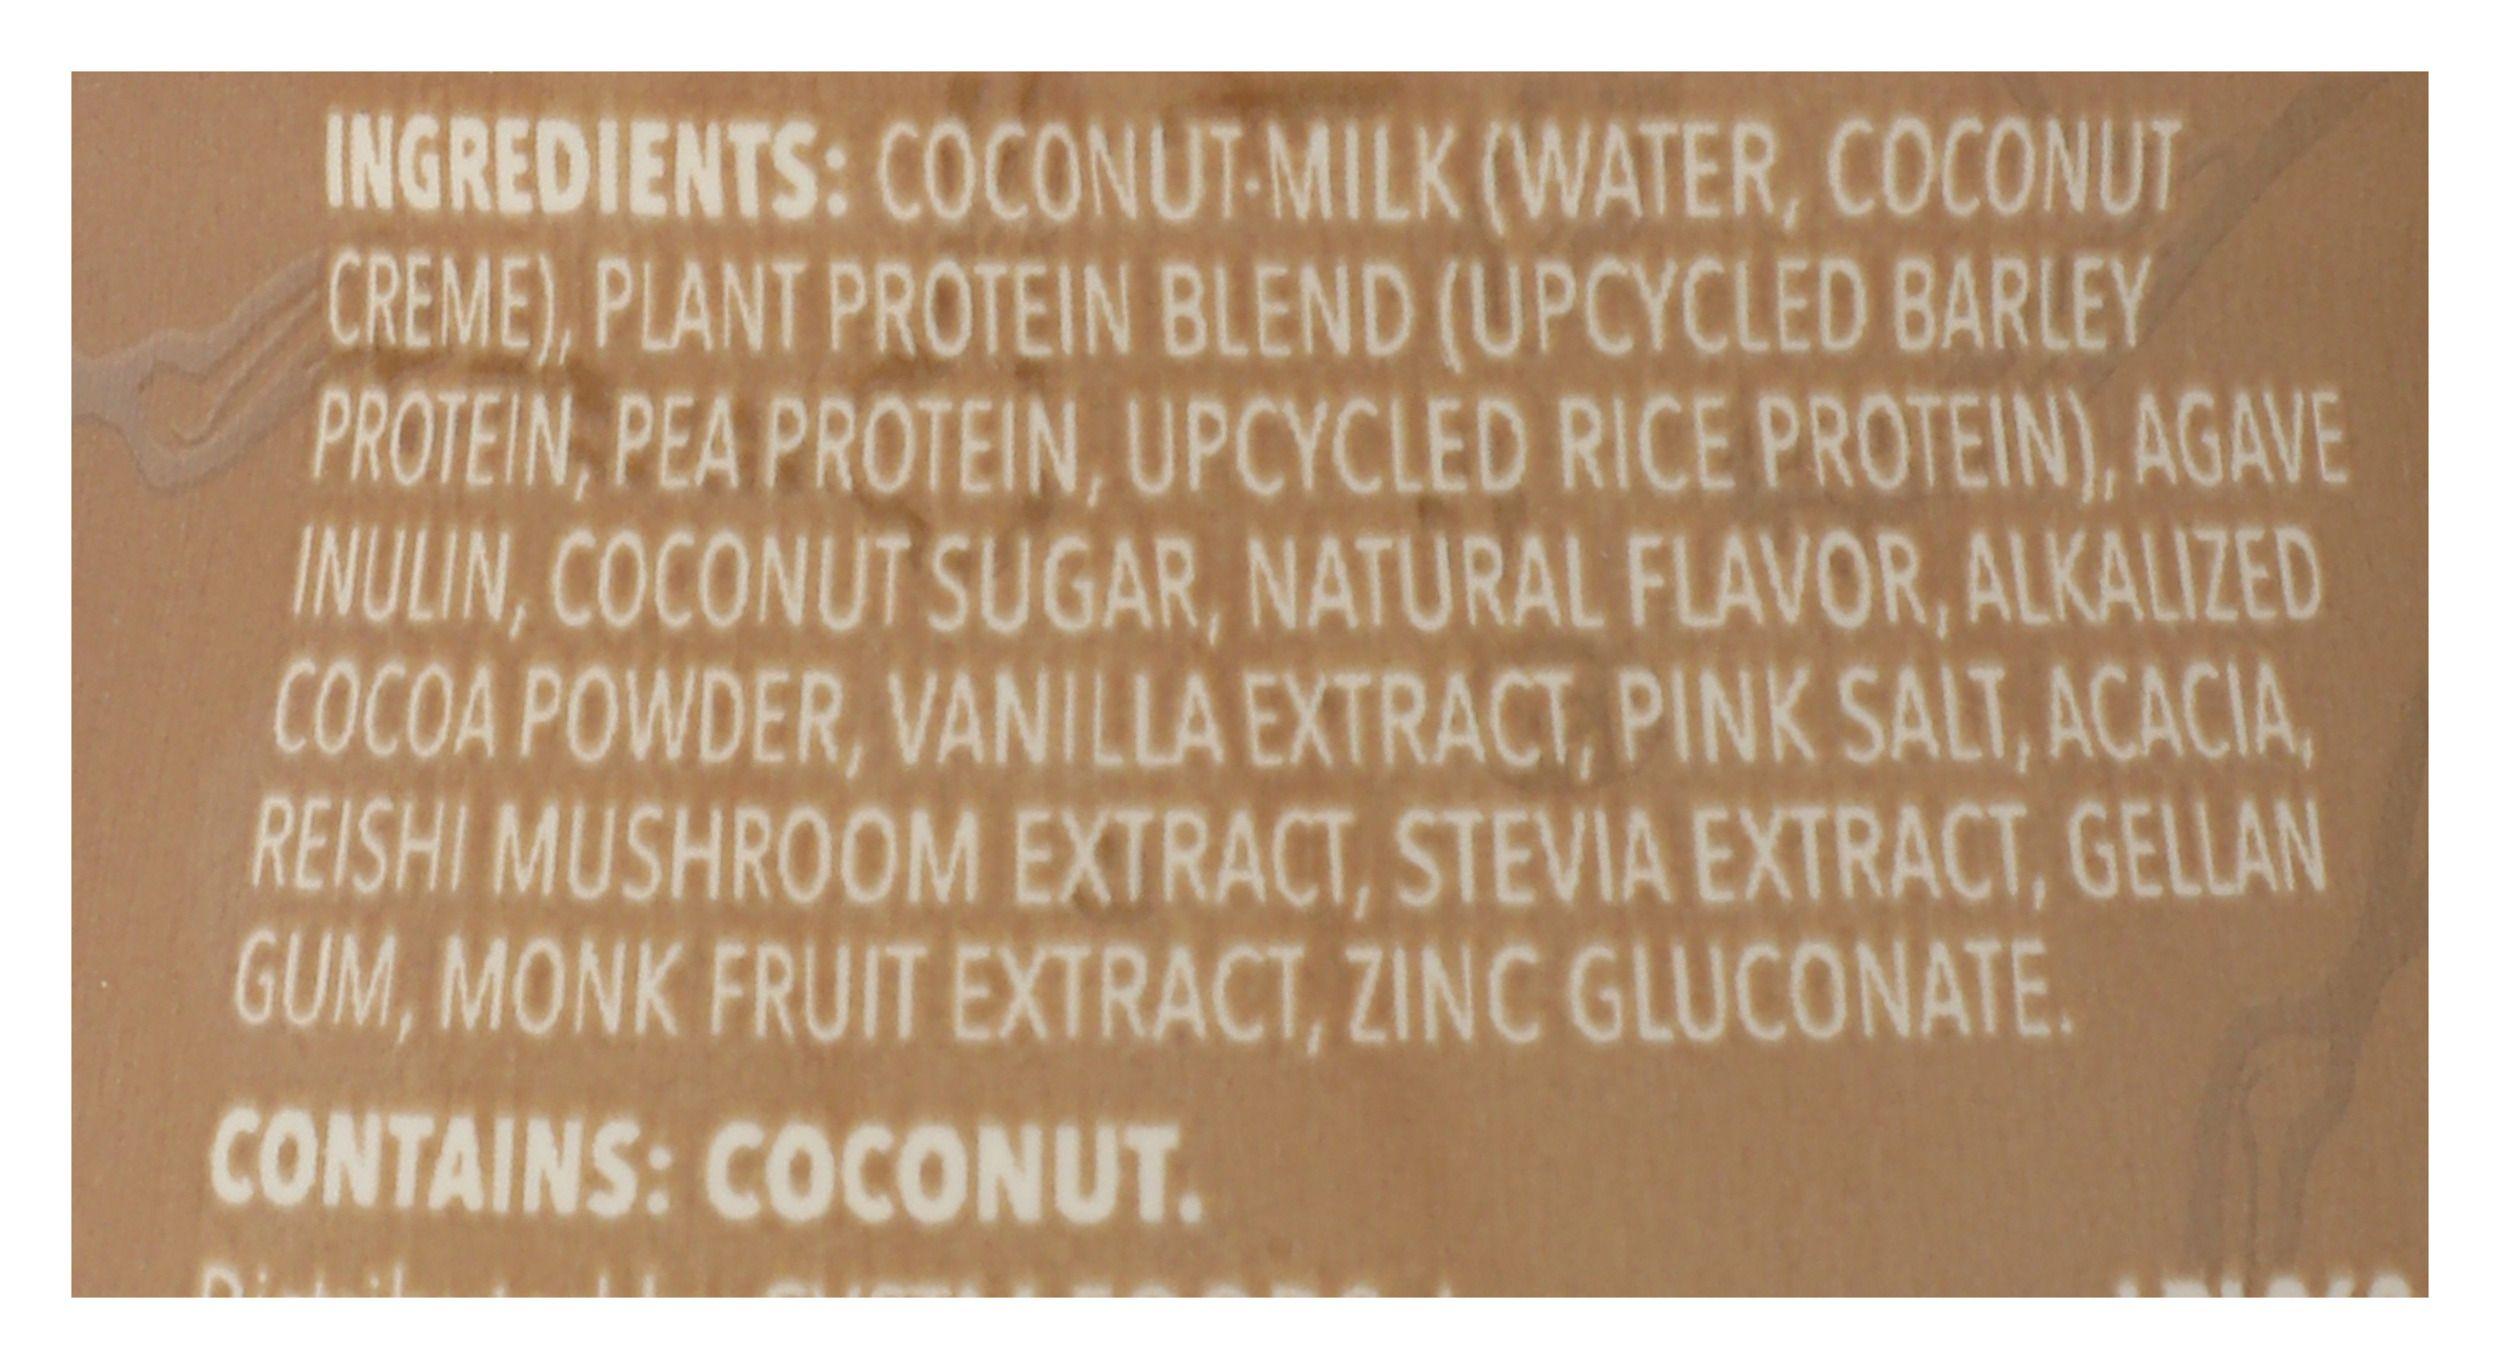 INGREDIENTS: COCONUT·MILK (WATER, COCONUT
CREME), PLANT PROTEIN BLEND (UPCYCLED BARLEY
PROTEIN, PEA PROTEIN, UPCYCLED RICE PROTEIN), AGAVE
INULIN, COCONUT SUGAR, NATURAL FLAVOR, ALKALIZED
COCOA POWDER, VANILLA EXTRACT, PINK SALT, ACACIA,
REISHI MUSHROOM EXTRACT, STEVIA EXTRACT, GELLAN
GUM, MONK FRUIT EXTRACT, ZINC GLUCONATE.
CONTAINS: COCONUT.